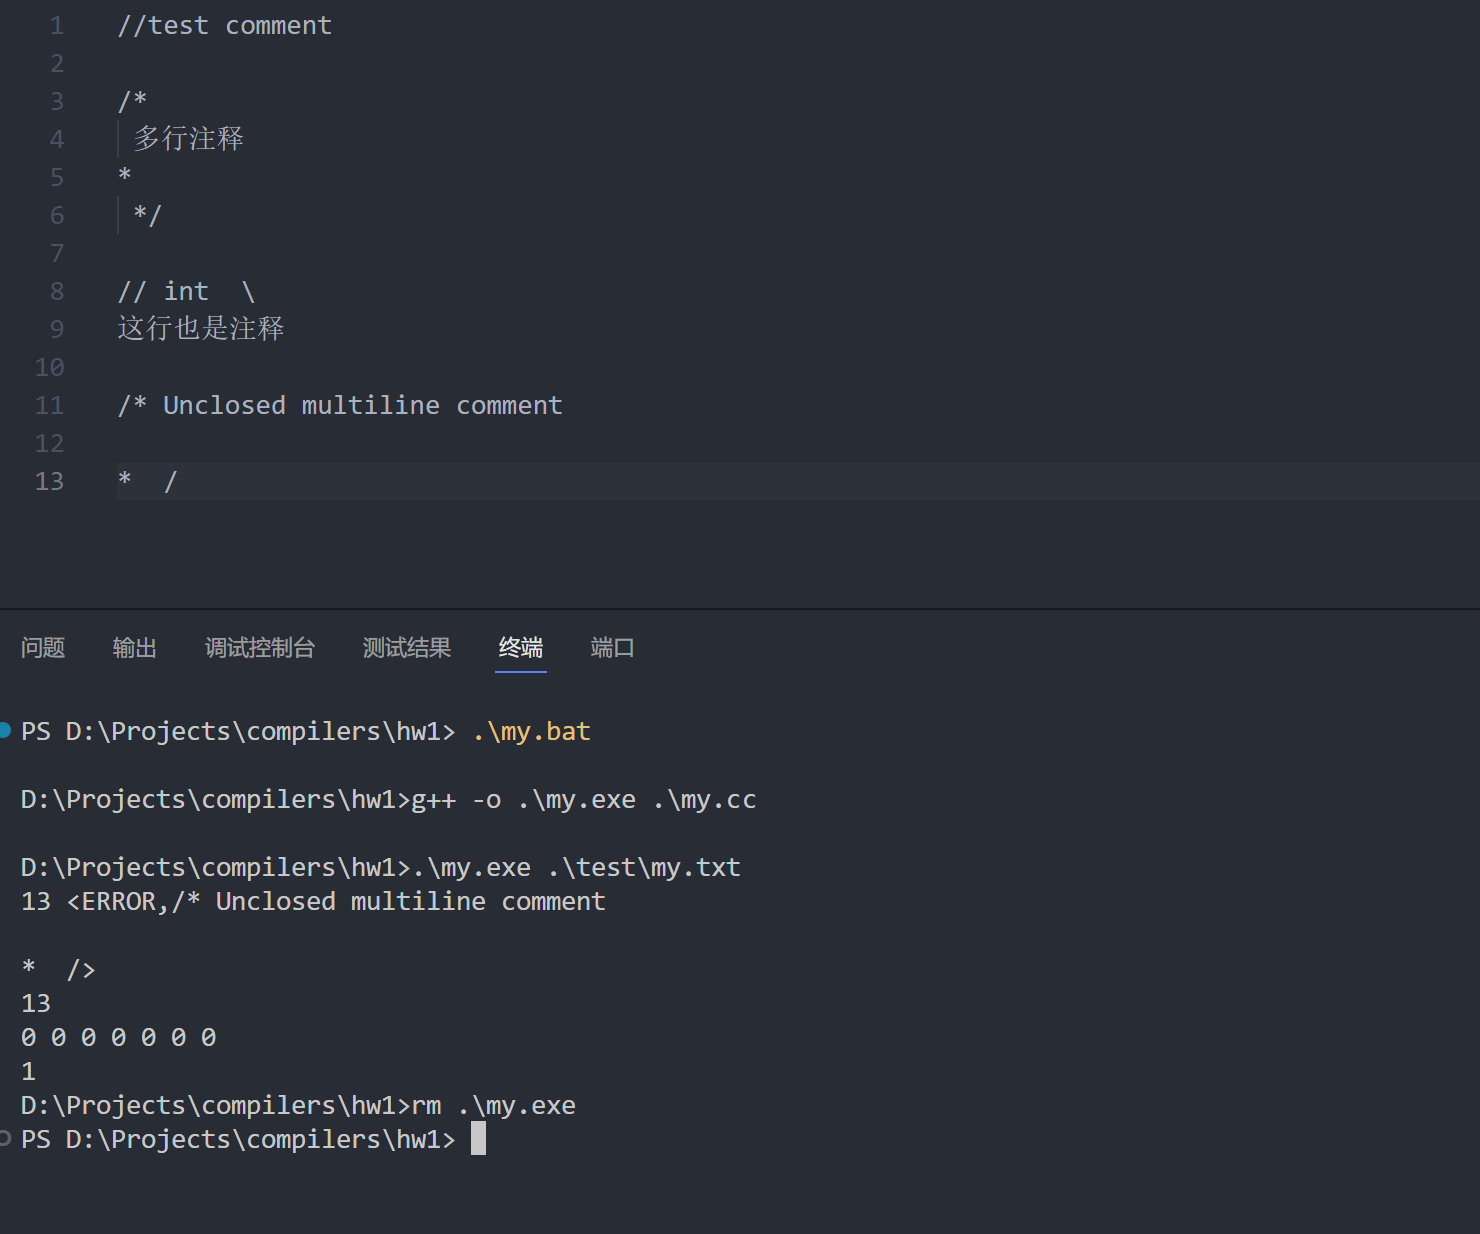 1 //test comment
2
3 /*
4 多行注释
5 *
6 */
7
8 // int  \
9 这行也是注释
10
11 /* Unclosed multiline comment
12
13 *  /
问题 输出 调试控制台 测试结果 终端 端口
PS D:\Projects\compilers\hw1> .\my.bat
D:\Projects\compilers\hw1>g++ -o .\my.exe .\my.cc
D:\Projects\compilers\hw1>.\my.exe .\test\my.txt
13 <ERROR,/* Unclosed multiline comment
*  />
13
0 0 0 0 0 0 0
1
D:\Projects\compilers\hw1>rm .\my.exe
PS D:\Projects\compilers\hw1>